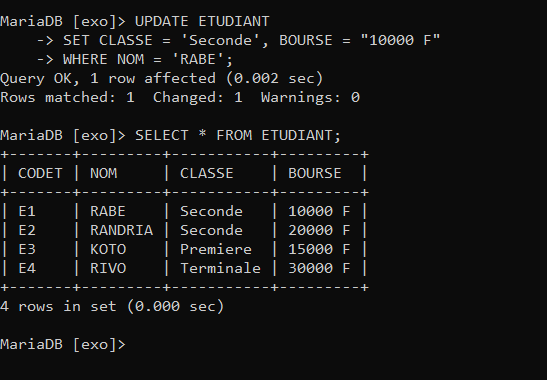 MariaDB [exo]> UPDATE ETUDIANT
    -> SET CLASSE = 'Seconde', BOURSE = "10000 F"
    -> WHERE NOM = 'RABE';
Query OK, 1 row affected (0.002 sec)
Rows matched: 1  Changed: 1  Warnings: 0
MariaDB [exo]> SELECT * FROM ETUDIANT;
+-------+---------+-----------+---------+
| CODET | NOM     | CLASSE    | BOURSE  |
+-------+---------+-----------+---------+
| E1    | RABE    | Seconde   | 10000 F |
| E2    | RANDRIA | Seconde   | 20000 F |
| E3    | KOTO    | Premiere  | 15000 F |
| E4    | RIVO    | Terminale | 30000 F |
+-------+---------+-----------+---------+
4 rows in set (0.000 sec)
MariaDB [exo]>